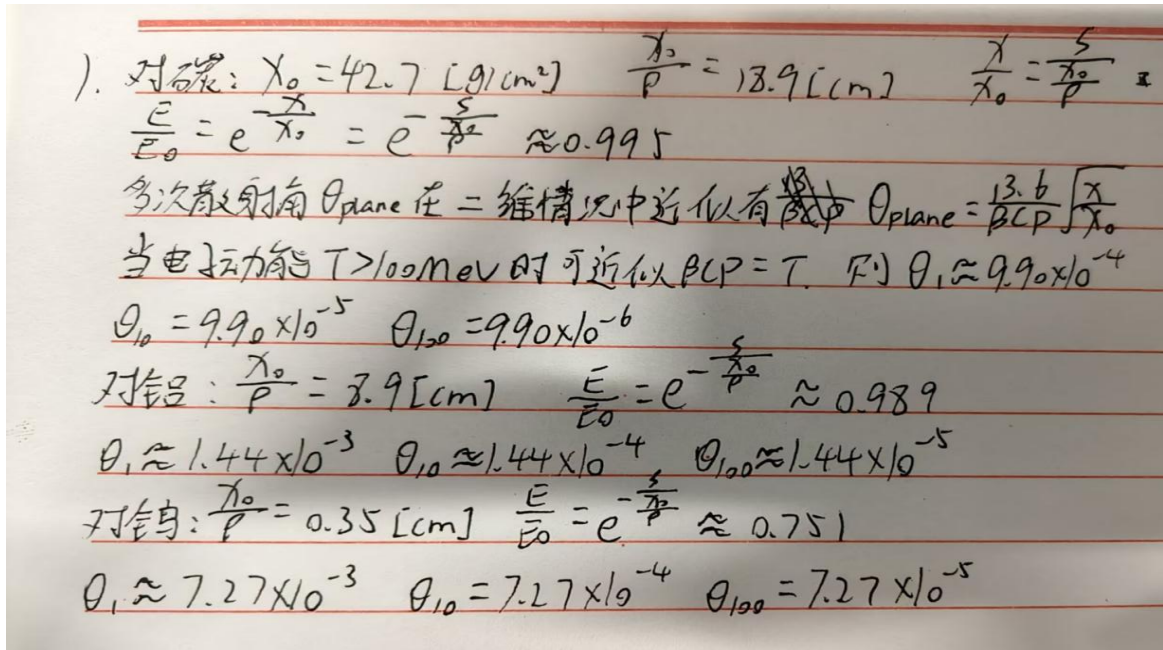 1. 对碳: X₀ = 42.7 [g/cm²] X₀/ρ = 18.9 [cm] X/X₀ = S/(X₀/ρ)
E/E₀ = e^(-X/X₀) = e^(-S/(X₀/ρ)) ≈ 0.995
多次散射角 θplane 在二维情况中近似有 θplane = 13.6/βCP √(X/X₀)
当电子动能 T>100MeV 时可近似 βCP = T. 则 θ₁ ≈ 9.90×10⁻⁴
θ₁₀ = 9.90×10⁻⁵ θ₁₀₀ = 9.90×10⁻⁶
对铝: X₀/ρ = 8.9 [cm] E/E₀ = e^(-S/(X₀/ρ)) ≈ 0.989
θ₁ ≈ 1.44×10⁻³ θ₁₀ ≈ 1.44×10⁻⁴ θ₁₀₀ ≈ 1.44×10⁻⁵
对钨: X₀/ρ = 0.35 [cm] E/E₀ = e^(-S/(X₀/ρ)) ≈ 0.751
θ₁ ≈ 7.27×10⁻³ θ₁₀ = 7.27×10⁻⁴ θ₁₀₀ = 7.27×10⁻⁵